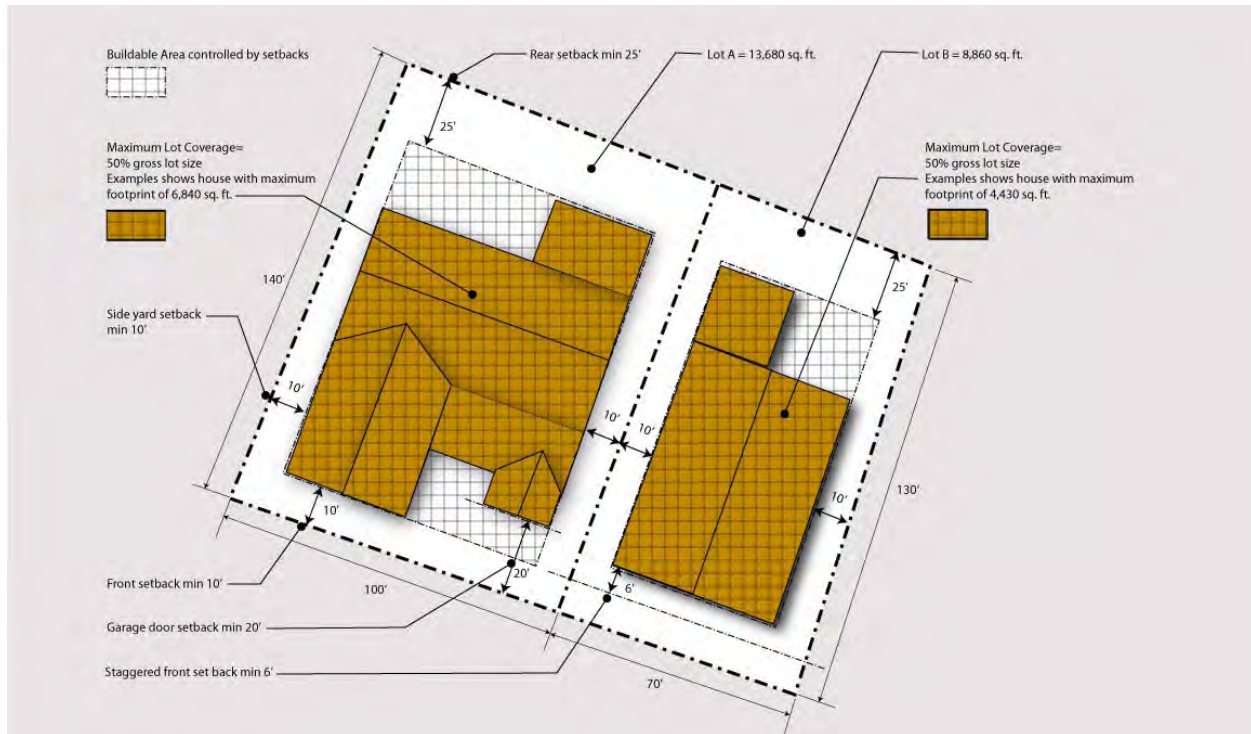 Buildable Area controlled by setbacks
Rear setback min 25'
Lot A = 13,680 sq. ft.
Lot B = 8,860 sq. ft.
25'
Maximum Lot Coverage=
50% gross lot size
Examples shows house with maximum
footprint of 6,840 sq. ft.
Maximum Lot Coverage=
50% gross lot size
Examples shows house with maximum
footprint of 4,430 sq. ft.
140'
25'
Side yard setback
min 10'
10'
10'
10'
130'
10'
10'
Front setback min 10'
20'
6'
100'
Garage door setback min 20'
Staggered front set back min 6'
70'